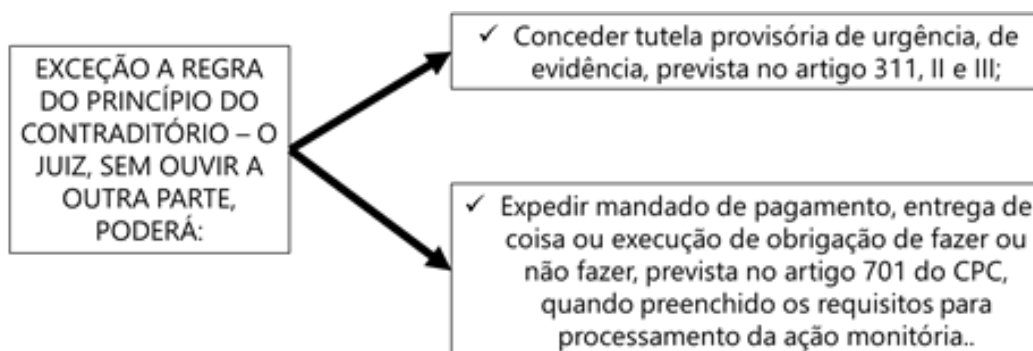 EXCEÇÃO A REGRA
DO PRINCÍPIO DO
CONTRADITÓRIO – O
JUIZ, SEM OUVIR A
OUTRA PARTE,
PODERÁ:
✓ Conceder tutela provisória de urgência, de
evidência, prevista no artigo 311, II e III;
✓ Expedir mandado de pagamento, entrega de
coisa ou execução de obrigação de fazer ou
não fazer, prevista no artigo 701 do CPC,
quando preenchido os requisitos para
processamento da ação monitória..